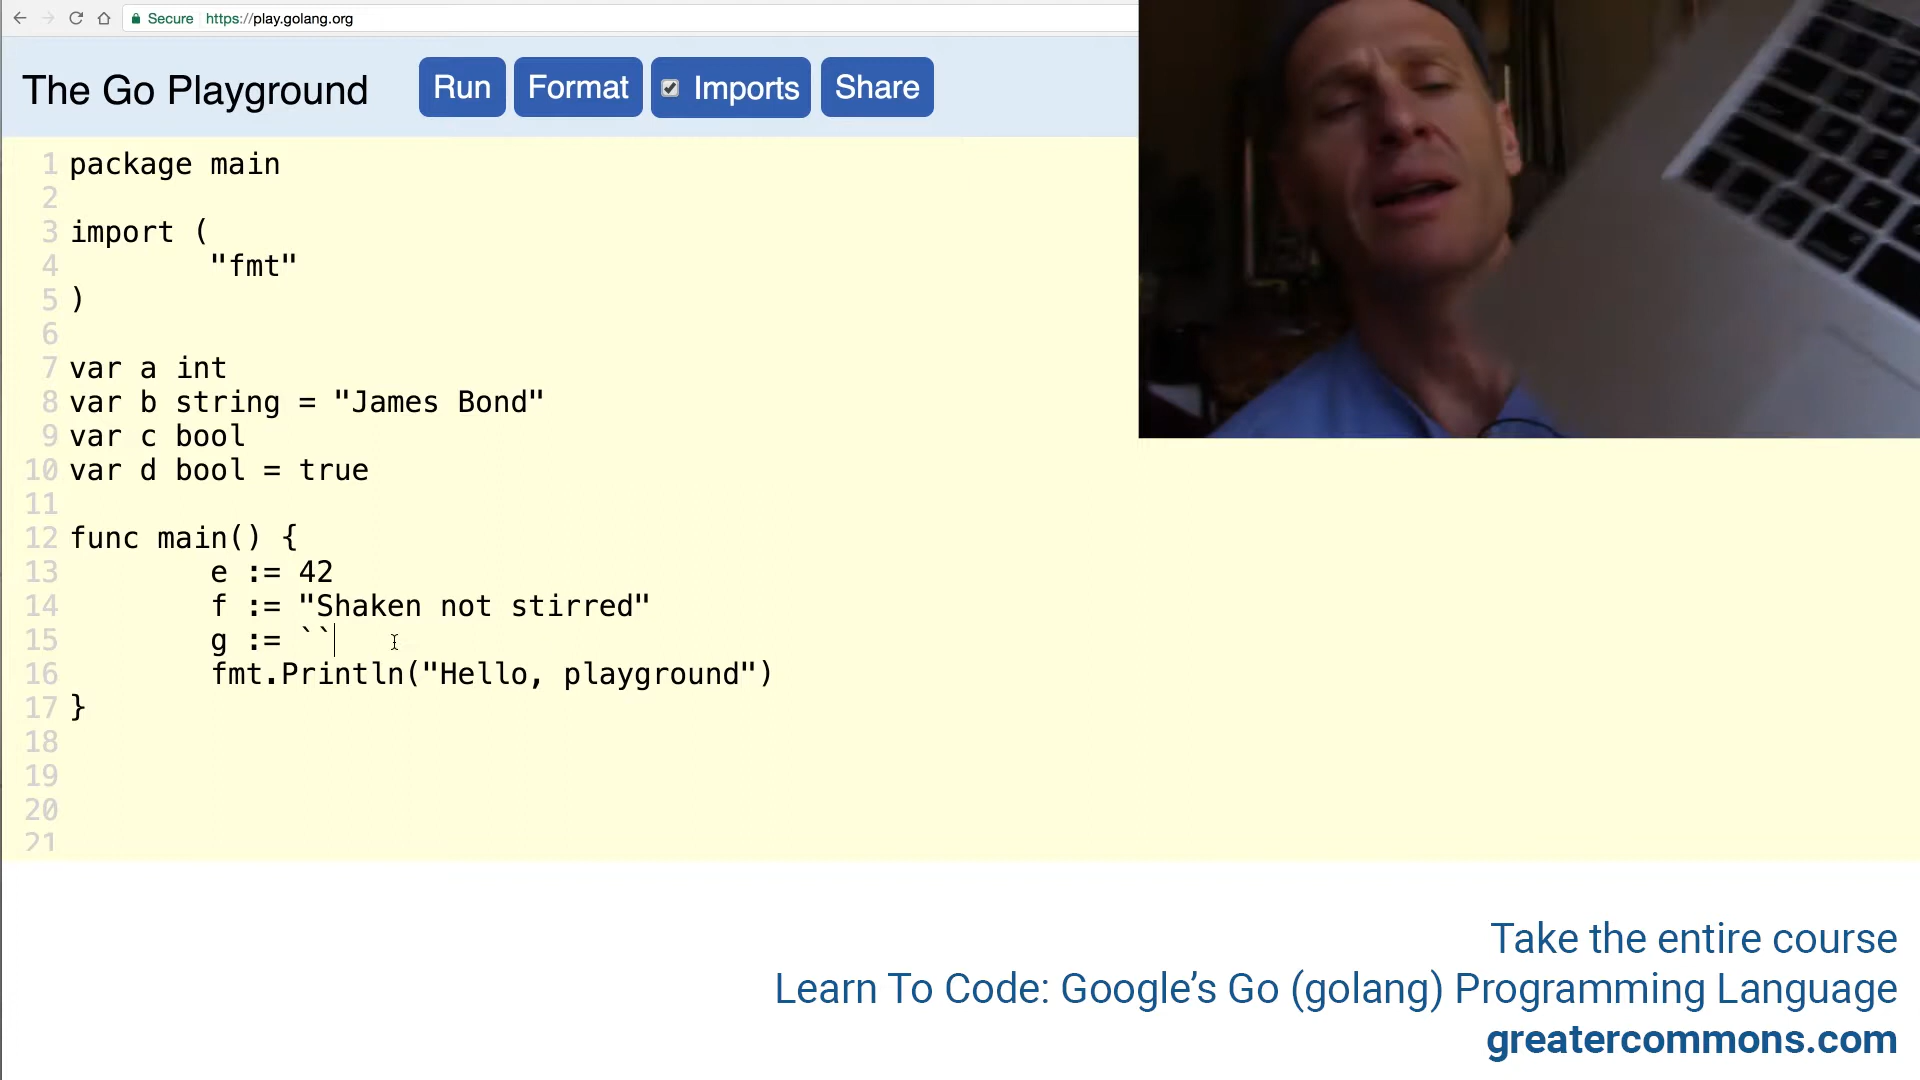 Secure https://play.golang.org
The Go Playground Run Format Imports Share
1 package main
2
3 import (
4 "fmt"
5 )
6
7 var a int
8 var b string = "James Bond"
9 var c bool
10 var d bool = true
11
12 func main() {
13 e := 42
14 f := "Shaken not stirred"
15 g := ``
16 fmt.Println("Hello, playground")
17 }
18
19
20
21
Take the entire course
Learn To Code: Google’s Go (golang) Programming Language
greatercommons.com